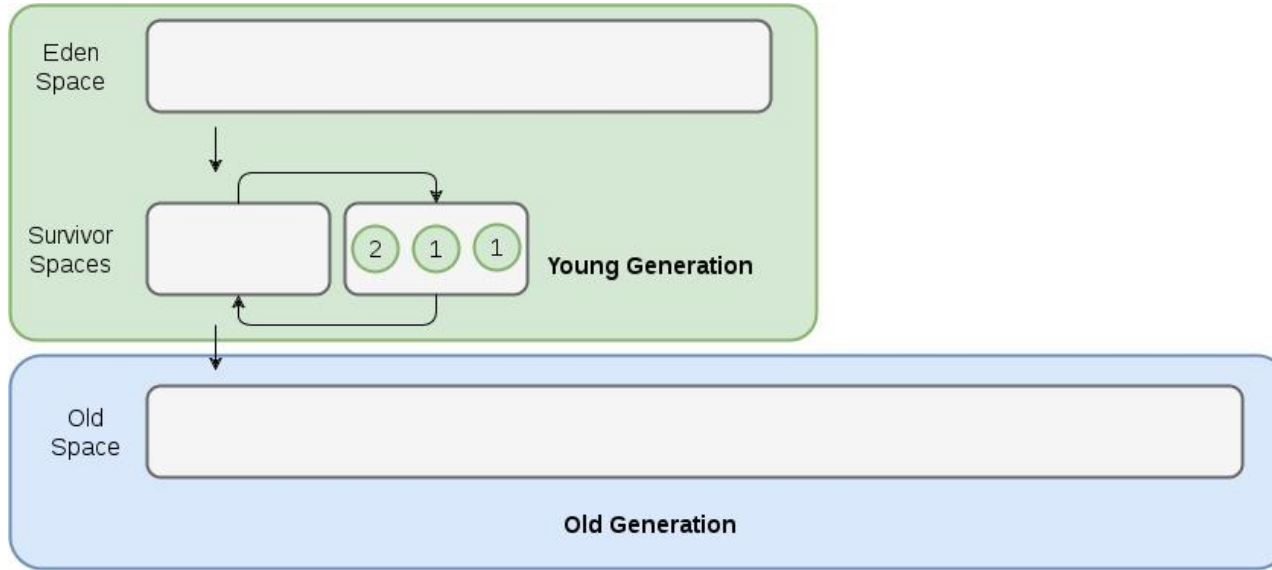 Eden
Space
Survivor
Spaces
2 1 1
Young Generation
Old
Space
Old Generation